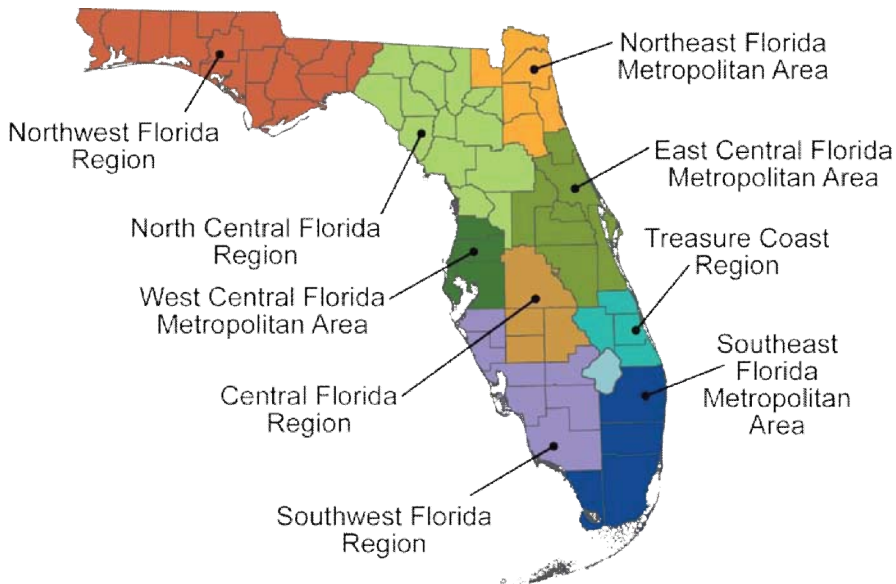 Northeast Florida
Metropolitan Area
Northwest Florida
Region
East Central Florida
Metropolitan Area
North Central Florida
Region
Treasure Coast
Region
West Central Florida
Metropolitan Area
Southeast
Florida
Metropolitan
Area
Central Florida
Region
Southwest Florida
Region